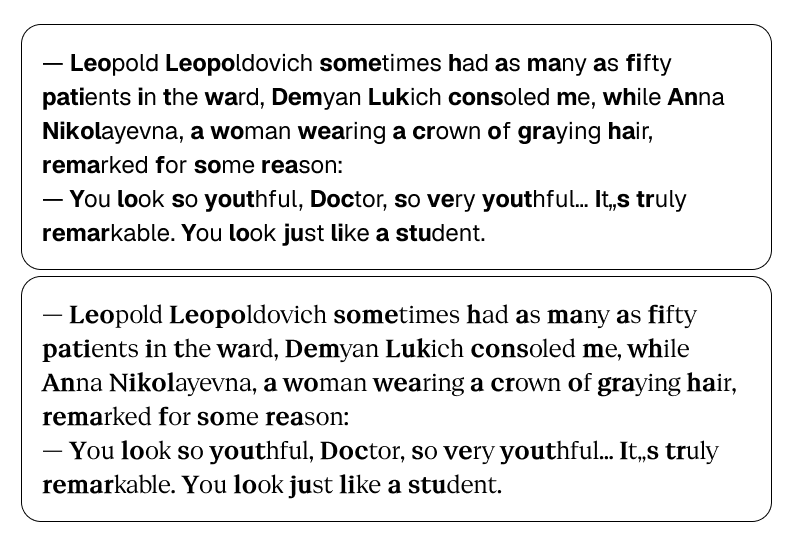 — Leopold Leopoldovich sometimes had as many as fifty
patients in the ward, Demyan Lukich consoled me, while Anna
Nikolayevna, a woman wearing a crown of graying hair,
remarked for some reason:
— You look so youthful, Doctor, so very youthful... It„s truly
remarkable. You look just like a student.
— Leopold Leopoldovich sometimes had as many as fifty
patients in the ward, Demyan Lukich consoled me, while
Anna Nikolayevna, a woman wearing a crown of graying hair,
remarked for some reason:
— You look so youthful, Doctor, so very youthful... It„s truly
remarkable. You look just like a student.